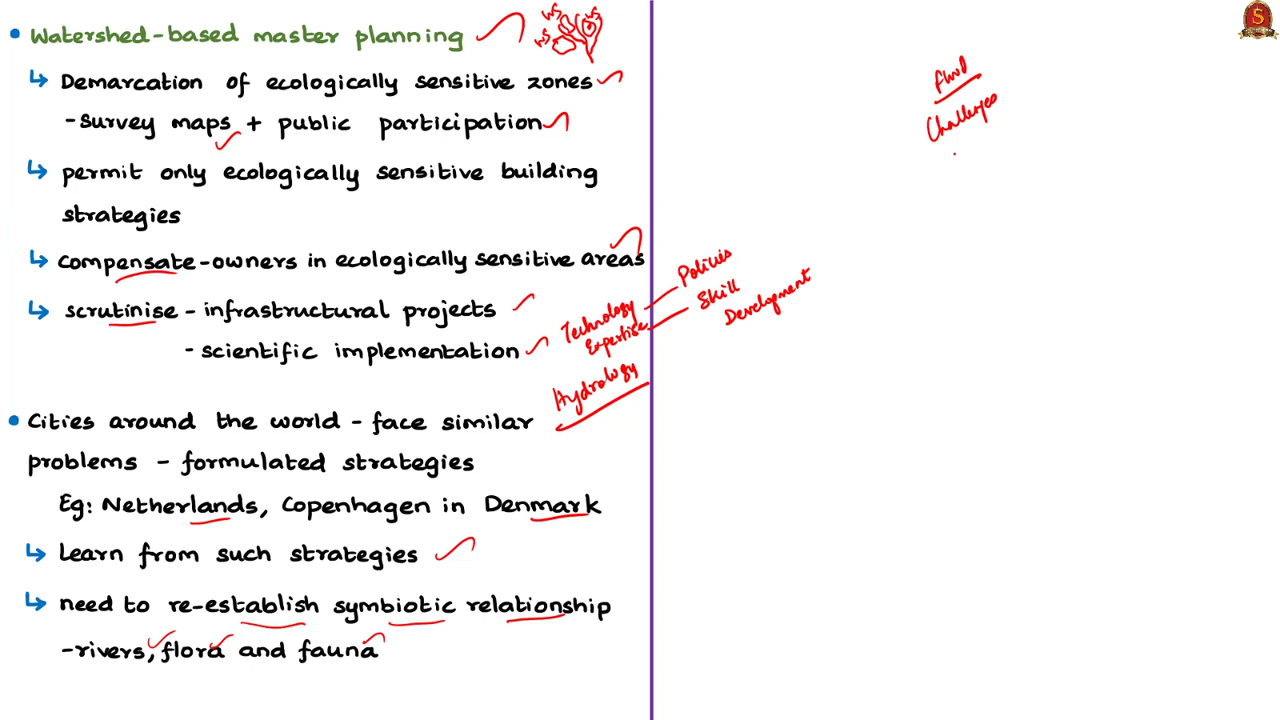 • Watershed-based master planning
WS
WS
WS
↳ Demarcation of ecologically sensitive zones
-survey maps + public participation
↳ permit only ecologically sensitive building
strategies
↳ compensate-owners in ecologically sensitive areas
↳ scrutinise - infrastructural projects
- scientific implementation
Technology
Expertise
Policies
Skill
Development
Hydrology
• Cities around the world - face similar
problems - formulated strategies
Eg: Netherlands, Copenhagen in Denmark
↳ Learn from such strategies
↳ need to re-establish symbiotic relationship
-rivers, flora and fauna
Challenges
S